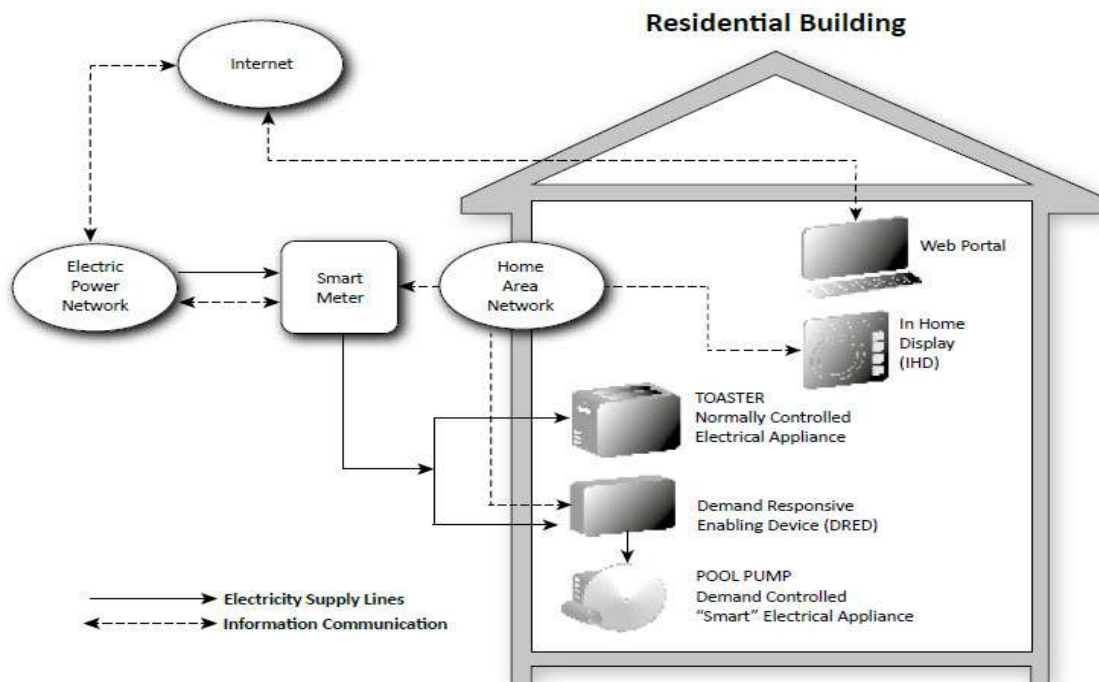 Residential Building
Internet
Electric
Power
Network
Smart
Meter
Home
Area
Network
Web Portal
In Home
Display
(IHD)
TOASTER
Normally Controlled
Electrical Appliance
Demand Responsive
Enabling Device (DRED)
POOL PUMP
Demand Controlled
“Smart” Electrical Appliance
Electricity Supply Lines
Information Communication